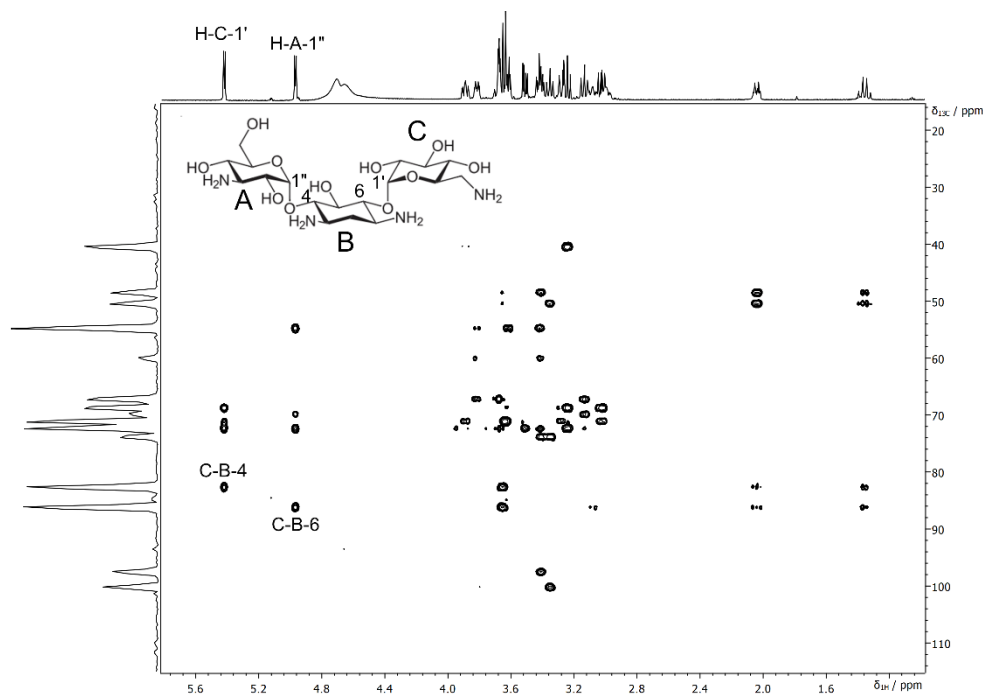 H-C-1'
H-A-1"
δ13C / ppm
OH
HO
O
H2N
1"
HO
A
C
OH
HO
OH
1'
O
NH2
HO
4
6
O
O
H2N
NH2
B
C-B-4
C-B-6
20
30
40
50
60
70
80
90
100
110
5.6 5.2 4.8 4.4 4.0 3.6 3.2 2.8 2.4 2.0 1.6
δ1H / ppm